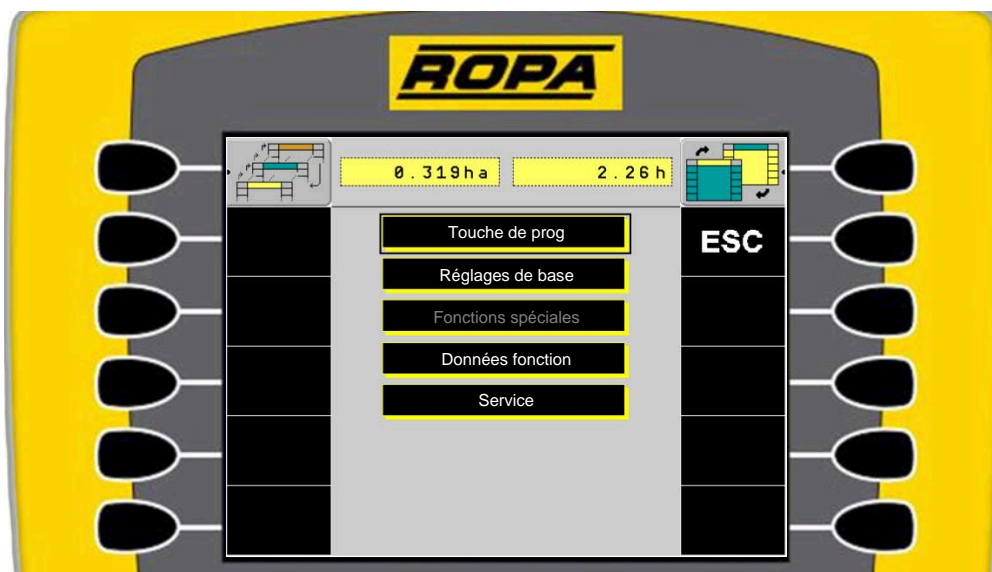 ROPA
0.319ha 2.26h
Touche de prog
ESC
Réglages de base
Fonctions spéciales
Données fonction
Service